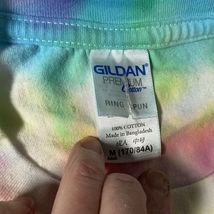 GILDAN
PREMIUM
Cotton
RING SPUN
100% COTTON
Made in Bangladesh
M (170/84A)